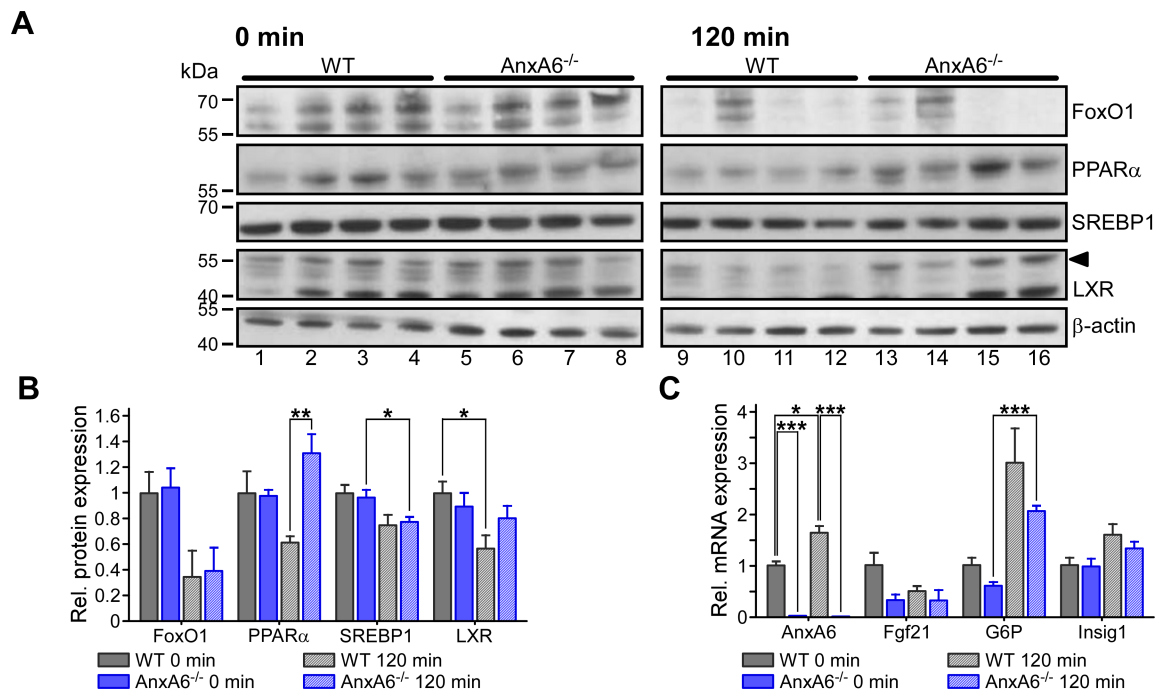 A
0 min 120 min
kDa WT AnxA6-/- WT AnxA6-/-
70 FoxO1
55
PPARα
55
70 SREBP1
55
LXR
40
55 β-actin
40
1 2 3 4 5 6 7 8 9 10 11 12 13 14 15 16
B
Rel. protein expression
1.6
1.4
1.2
1
0.8
0.6
0.4
0.2
0
** * *
FoxO1 PPARα SREBP1 LXR
WT 0 min WT 120 min
AnxA6-/- 0 min AnxA6-/- 120 min
C
Rel. mRNA expression
4
3
2
1
0
* *** ***
***
AnxA6 Fgf21 G6P Insig1
WT 0 min WT 120 min
AnxA6-/- 0 min AnxA6-/- 120 min